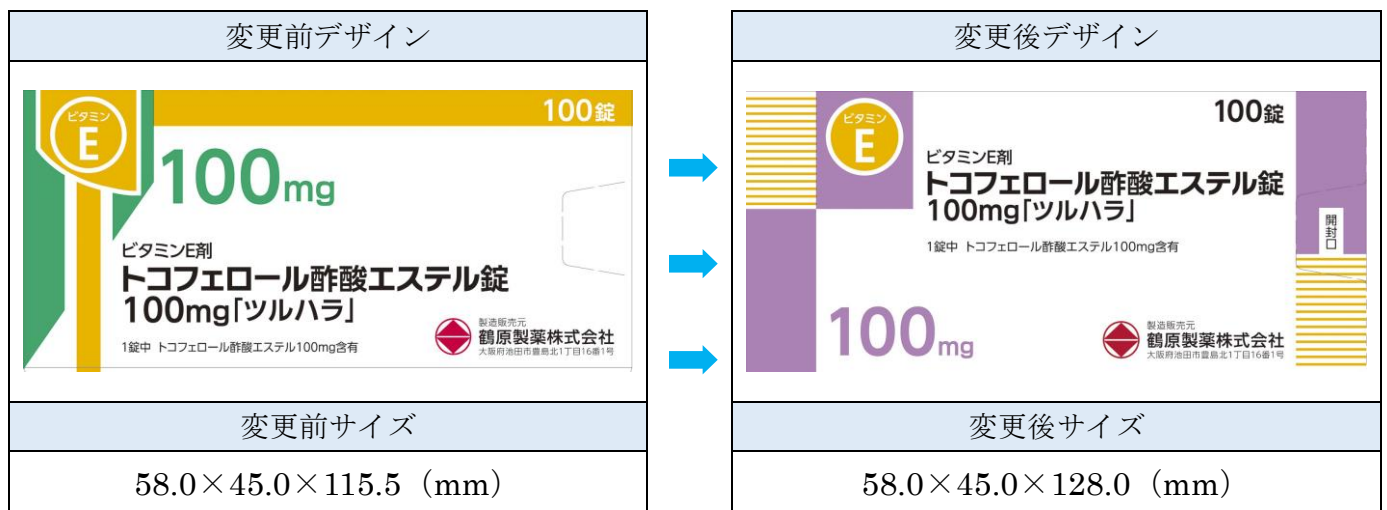 変更前デザイン
ビタミン
E
100錠
100mg
ビタミンE剤
トコフェロール酢酸エステル錠
100mg「ツルハラ」
1錠中 トコフェロール酢酸エステル100mg含有
製造販売元
鶴原製薬株式会社
大阪府池田市豊島北1丁目16番1号
変更前サイズ
58.0×45.0×115.5（mm）
変更後デザイン
ビタミン
E
100錠
ビタミンE剤
トコフェロール酢酸エステル錠
100mg「ツルハラ」
1錠中 トコフェロール酢酸エステル100mg含有
開封口
100mg
製造販売元
鶴原製薬株式会社
大阪府池田市豊島北1丁目16番1号
変更後サイズ
58.0×45.0×128.0（mm）